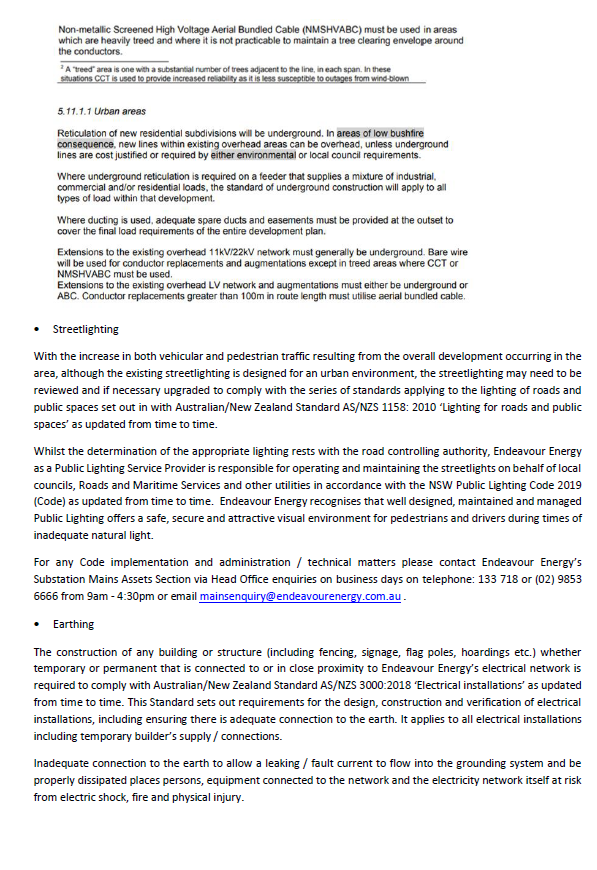 Non-metallic Screened High Voltage Aerial Bundled Cable (NMSHVABC) must be used in areas
which are heavily treed and where it is not practicable to maintain a tree clearing envelope around
the conductors.
2 A "treed" area is one with a substantial number of trees adjacent to the line, in each span. In these
situations CCT is used to provide increased reliability as it is less susceptible to outages from wind-blown
5.11.1.1 Urban areas
Reticulation of new residential subdivisions will be underground. In areas of low bushfire
consequence, new lines within existing overhead areas can be overhead, unless underground
lines are cost justified or required by either environmental or local council requirements.
Where underground reticulation is required on a feeder that supplies a mixture of industrial,
commercial and/or residential loads, the standard of underground construction will apply to all
types of load within that development.
Where ducting is used, adequate spare ducts and easements must be provided at the outset to
cover the final load requirements of the entire development plan.
Extensions to the existing overhead 11kV/22kV network must generally be underground. Bare wire
will be used for conductor replacements and augmentations except in treed areas where CCT or
NMSHVABC must be used.
Extensions to the existing overhead LV network and augmentations must either be underground or
ABC. Conductor replacements greater than 100m in route length must utilise aerial bundled cable.
• Streetlighting
With the increase in both vehicular and pedestrian traffic resulting from the overall development occurring in the
area, although the existing streetlighting is designed for an urban environment, the streetlighting may need to be
reviewed and if necessary upgraded to comply with the series of standards applying to the lighting of roads and
public spaces set out in with Australian/New Zealand Standard AS/NZS 1158: 2010 'Lighting for roads and public
spaces' as updated from time to time.
Whilst the determination of the appropriate lighting rests with the road controlling authority, Endeavour Energy
as a Public Lighting Service Provider is responsible for operating and maintaining the streetlights on behalf of local
councils, Roads and Maritime Services and other utilities in accordance with the NSW Public Lighting Code 2019
(Code) as updated from time to time. Endeavour Energy recognises that well designed, maintained and managed
Public Lighting offers a safe, secure and attractive visual environment for pedestrians and drivers during times of
inadequate natural light.
For any Code implementation and administration / technical matters please contact Endeavour Energy's
Substation Mains Assets Section via Head Office enquiries on business days on telephone: 133 718 or (02) 9853
6666 from 9am - 4:30pm or email mainsenquiry@endeavourenergy.com.au .
• Earthing
The construction of any building or structure (including fencing, signage, flag poles, hoardings etc.) whether
temporary or permanent that is connected to or in close proximity to Endeavour Energy's electrical network is
required to comply with Australian/New Zealand Standard AS/NZS 3000:2018 'Electrical installations' as updated
from time to time. This Standard sets out requirements for the design, construction and verification of electrical
installations, including ensuring there is adequate connection to the earth. It applies to all electrical installations
including temporary builder's supply / connections.
Inadequate connection to the earth to allow a leaking / fault current to flow into the grounding system and be
properly dissipated places persons, equipment connected to the network and the electricity network itself at risk
from electric shock, fire and physical injury.